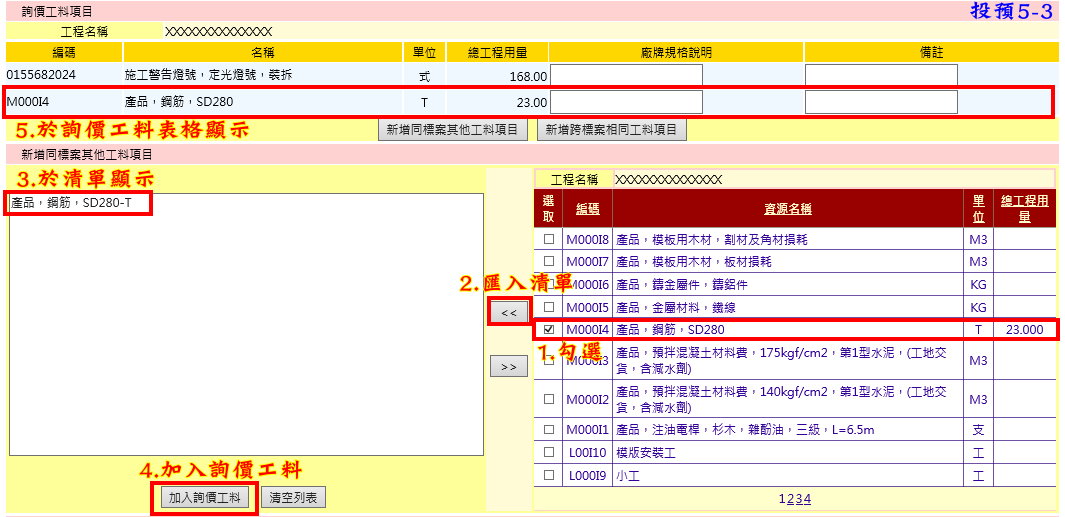 詢價工料項目
投預5-3
工程名稱 XXXXXXXXXXXXXX
編碼 名稱 單位 總工程用量 廠牌規格說明 備註
0155682024 施工警告燈號，定光燈號，裝拆 式 168.00
M000I4 產品，鋼筋，SD280 T 23.00
5.於詢價工料表格顯示
新增同標案其他工料項目 新增跨標案相同工料項目
新增同標案其他工料項目
3.於清單顯示
產品，鋼筋，SD280-T
2.匯入清單
<<
>>
4.加入詢價工料
加入詢價工料 清空列表
工程名稱 XXXXXXXXXXXXXX
選取 編碼 資源名稱 單位 總工程用量
M000I8 產品，模板用木材，割材及角材損耗 M3
M000I7 產品，模板用木材，板材損耗 M3
M000I6 產品，鑄金屬件，鑄鋁件 KG
M000I5 產品，金屬材料，鐵線 KG
M000I4 產品，鋼筋，SD280 T 23.000
1.勾選
M000I3 產品，預拌混凝土材料費，175kgf/cm2，第1型水泥，(工地交
貨，含減水劑) M3
M000I2 產品，預拌混凝土材料費，140kgf/cm2，第1型水泥，(工地交
貨，含減水劑) M3
M000I1 產品，注油電桿，杉木，雜酚油，三級，L=6.5m 支
L00I10 模版安裝工 工
L000I9 小工 工
1234